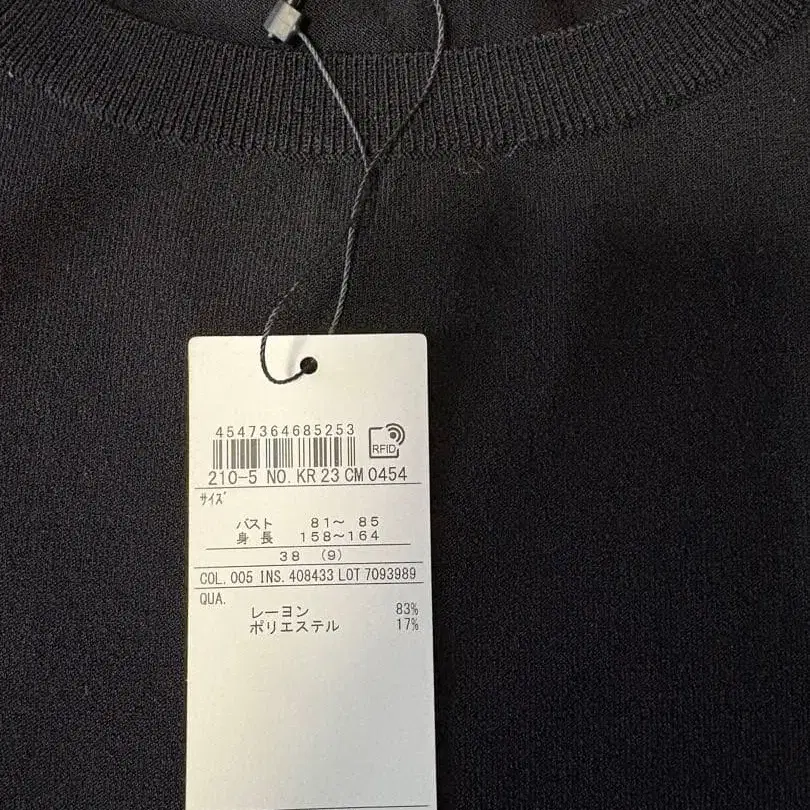 4547364685253
RFID
210-5 NO. KR 23 CM 0454
ｻｲｽﾞ
バスト 81～ 85
身 長 158～164
38 (9)
COL. 005 INS. 408433 LOT 7093989
QUA.
レーヨン 83%
ポリエステル 17%